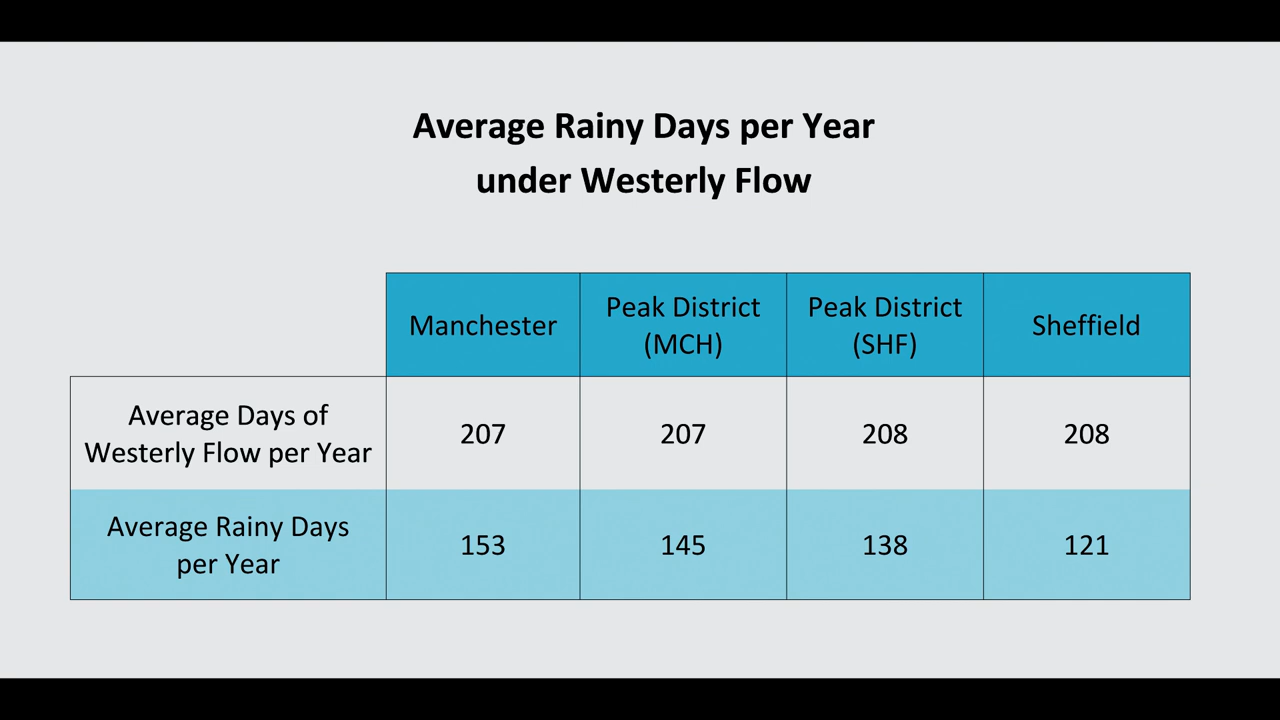 Average Rainy Days per Year
under Westerly Flow
Manchester
Peak District
(MCH)
Peak District
(SHF)
Sheffield
Average Days of
Westerly Flow per Year
207
207
208
208
Average Rainy Days
per Year
153
145
138
121